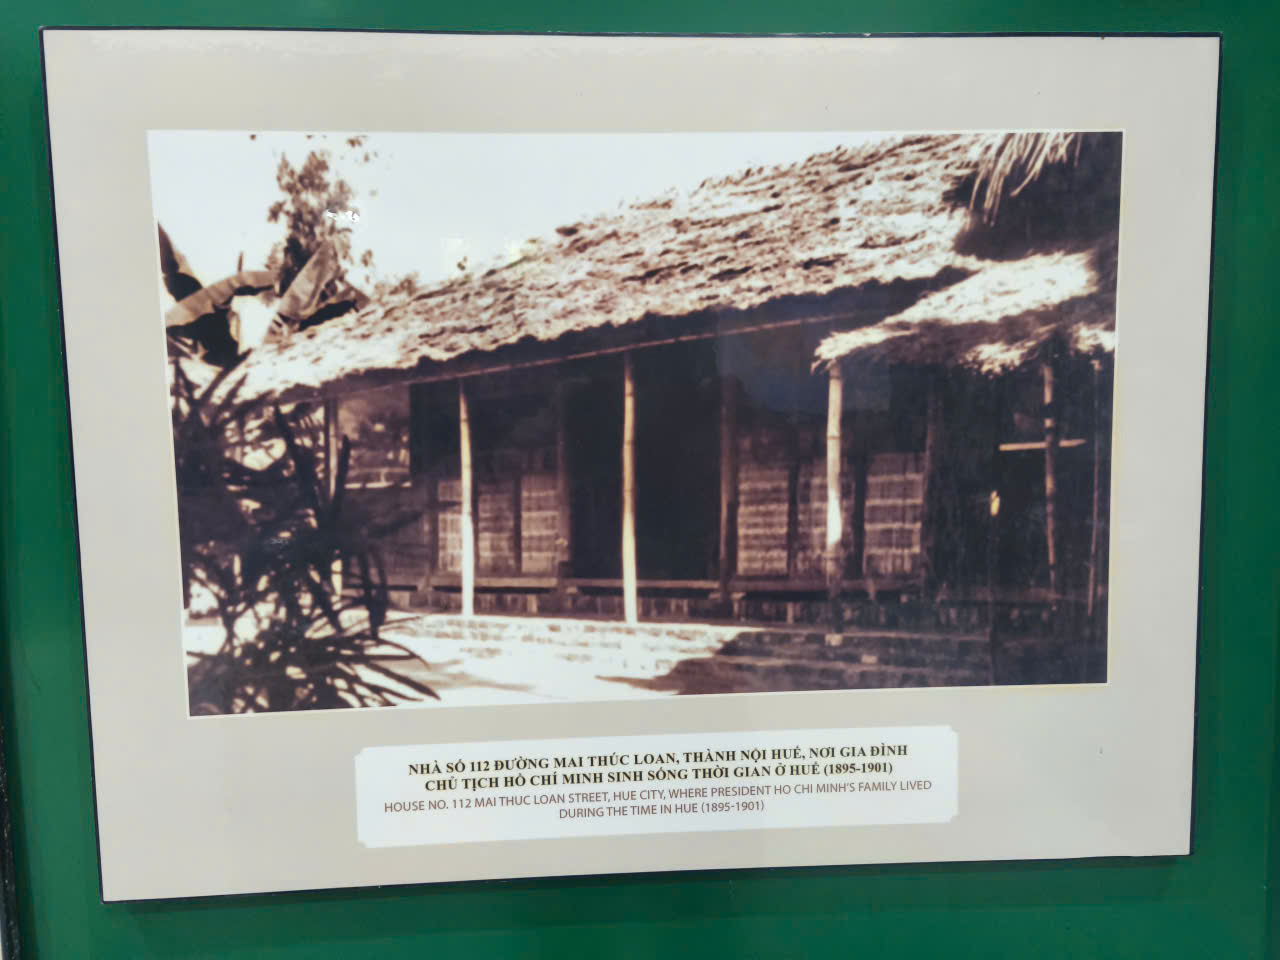 NHÀ SỐ 112 ĐƯỜNG MAI THÚC LOAN, THÀNH NỘI HUẾ, NƠI GIA ĐÌNH
CHỦ TỊCH HỒ CHÍ MINH SINH SỐNG THỜI GIAN Ở HUẾ (1895-1901)
HOUSE NO. 112 MAI THUC LOAN STREET, HUE CITY, WHERE PRESIDENT HO CHI MINH'S FAMILY LIVED
DURING THE TIME IN HUE (1895-1901)